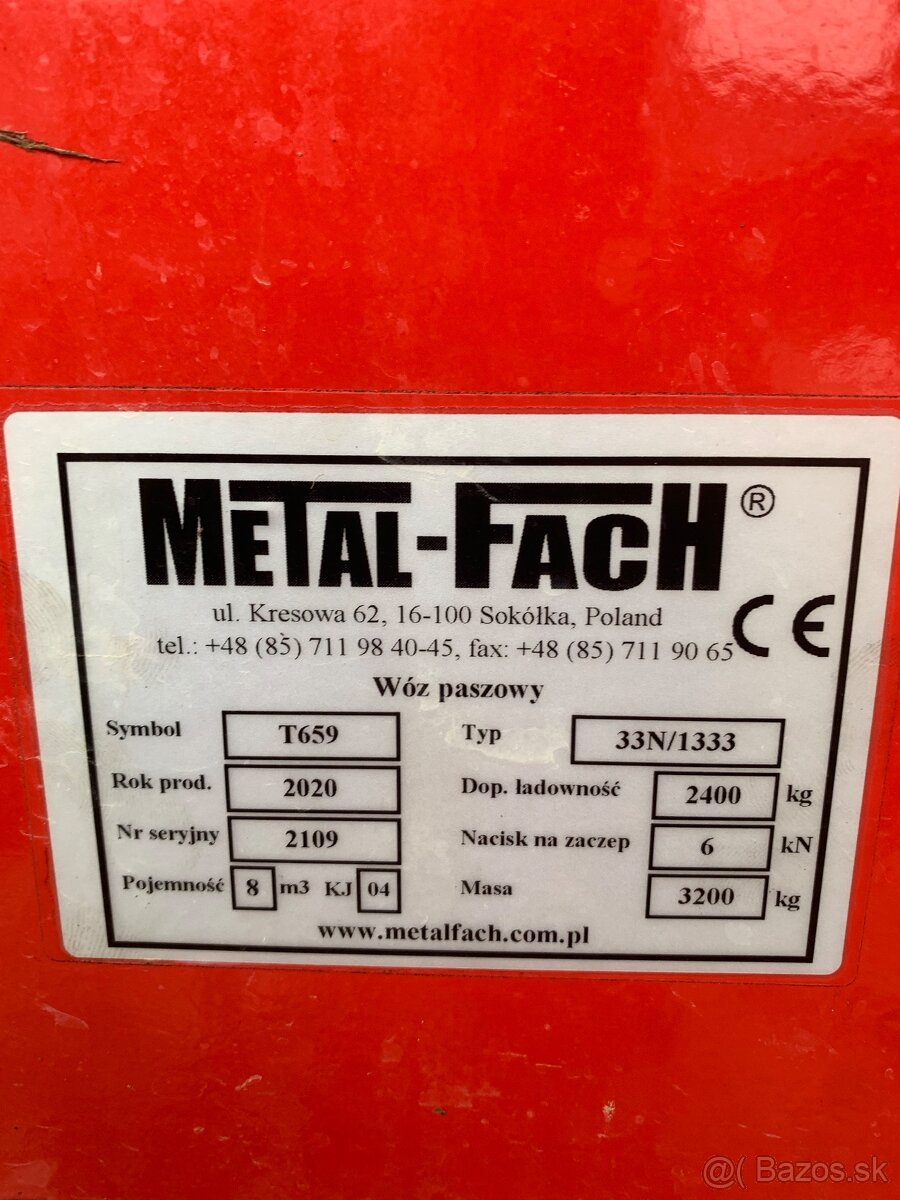 METAL-FACH®
ul. Kresowa 62, 16-100 Sokółka, Poland
tel.: +48 (85) 711 98 40-45, fax: +48 (85) 711 90 65
CE
Wóz paszowy
Symbol T659 Typ 33N/1333
Rok prod. 2020 Dop. ładowność 2400 kg
Nr seryjny 2109 Nacisk na zaczep 6 kN
Pojemność 8 m3 KJ 04 Masa 3200 kg
www.metalfach.com.pl
@( Bazos.sk